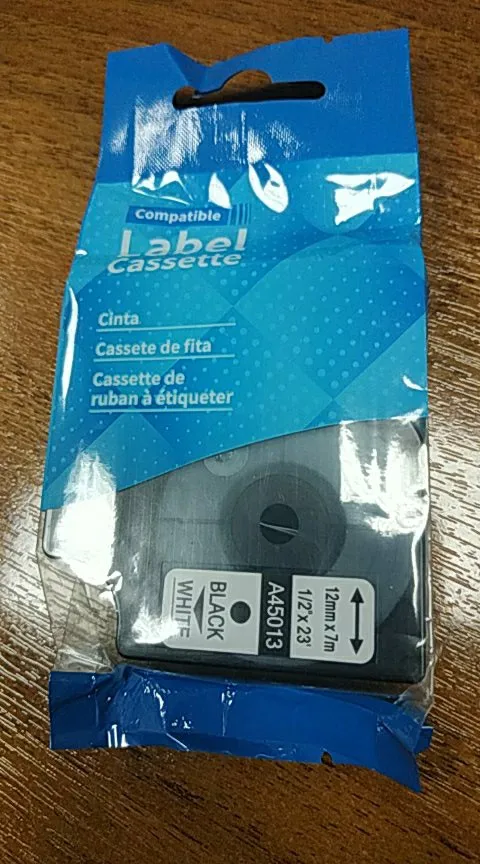 Compatible
Label
Cassette
Cinta
Cassete de fita
Cassette de
ruban à étiqueter
12mm x 7m
1/2" x 23'
A45013
BLACK
WHITE